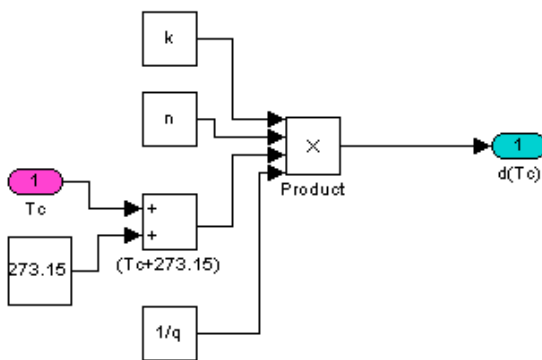 k
n
×
Product
1
d(Tc)
1
Tc
+
+
(Tc+273.15)
273.15
1/q